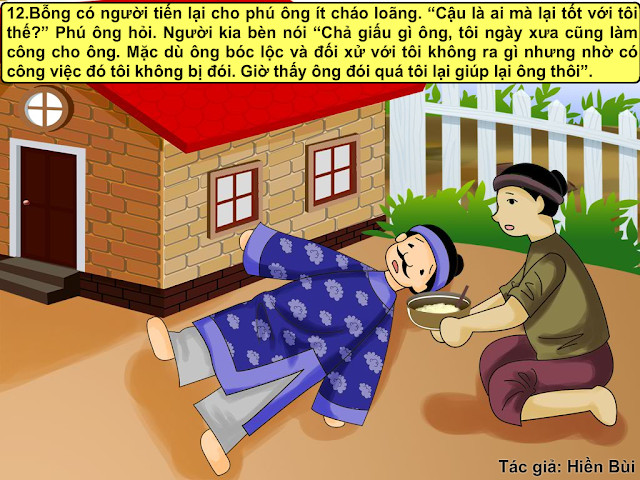 12.Bỗng có người tiến lại cho phú ông ít cháo loãng. “Cậu là ai mà lại tốt với tôi
thế?” Phú ông hỏi. Người kia bèn nói “Chả giấu gì ông, tôi ngày xưa cũng làm
công cho ông. Mặc dù ông bóc lộc và đối xử với tôi không ra gì nhưng nhờ có
công việc đó tôi không bị đói. Giờ thấy ông đói quá tôi lại giúp lại ông thôi”.
Tác giả: Hiền Bùi